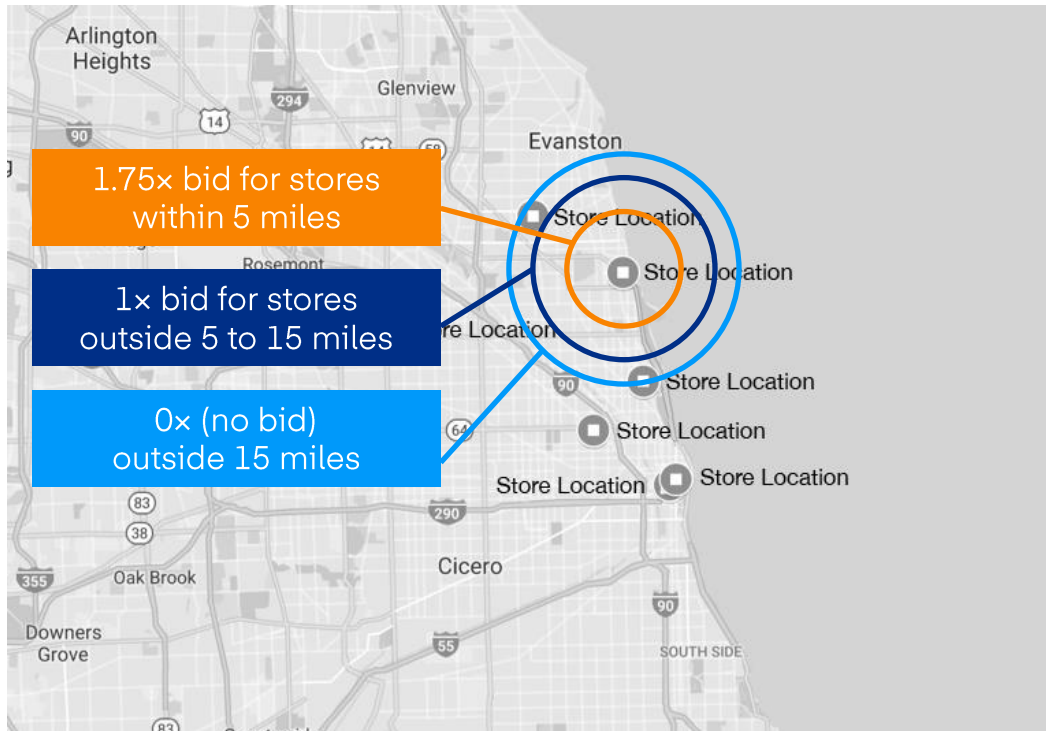 Arlington
Heights
Glenview
294
14
90
Evanston
1.75× bid for stores
within 5 miles
Store Location
Rosemont
Store Location
1× bid for stores
outside 5 to 15 miles
re Location
90
Store Location
0× (no bid)
outside 15 miles
64
Store Location
Store Location
Store Location
83
290
38
Cicero
355
Oak Brook
90
Downers
Grove
55
SOUTH SIDE
83